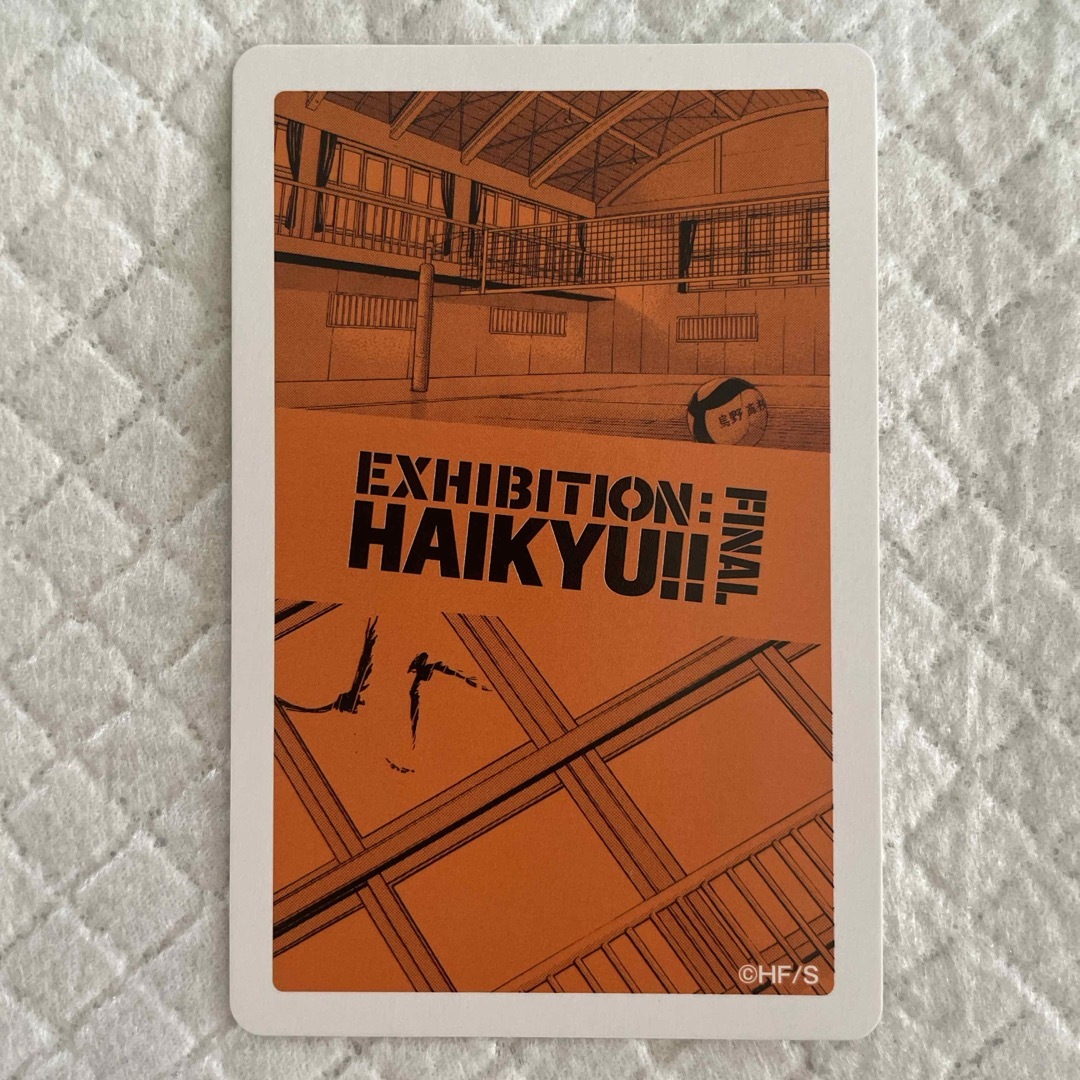 烏野高校
EXHIBITION:
HAIKYU!!
FINAL
©HF/S